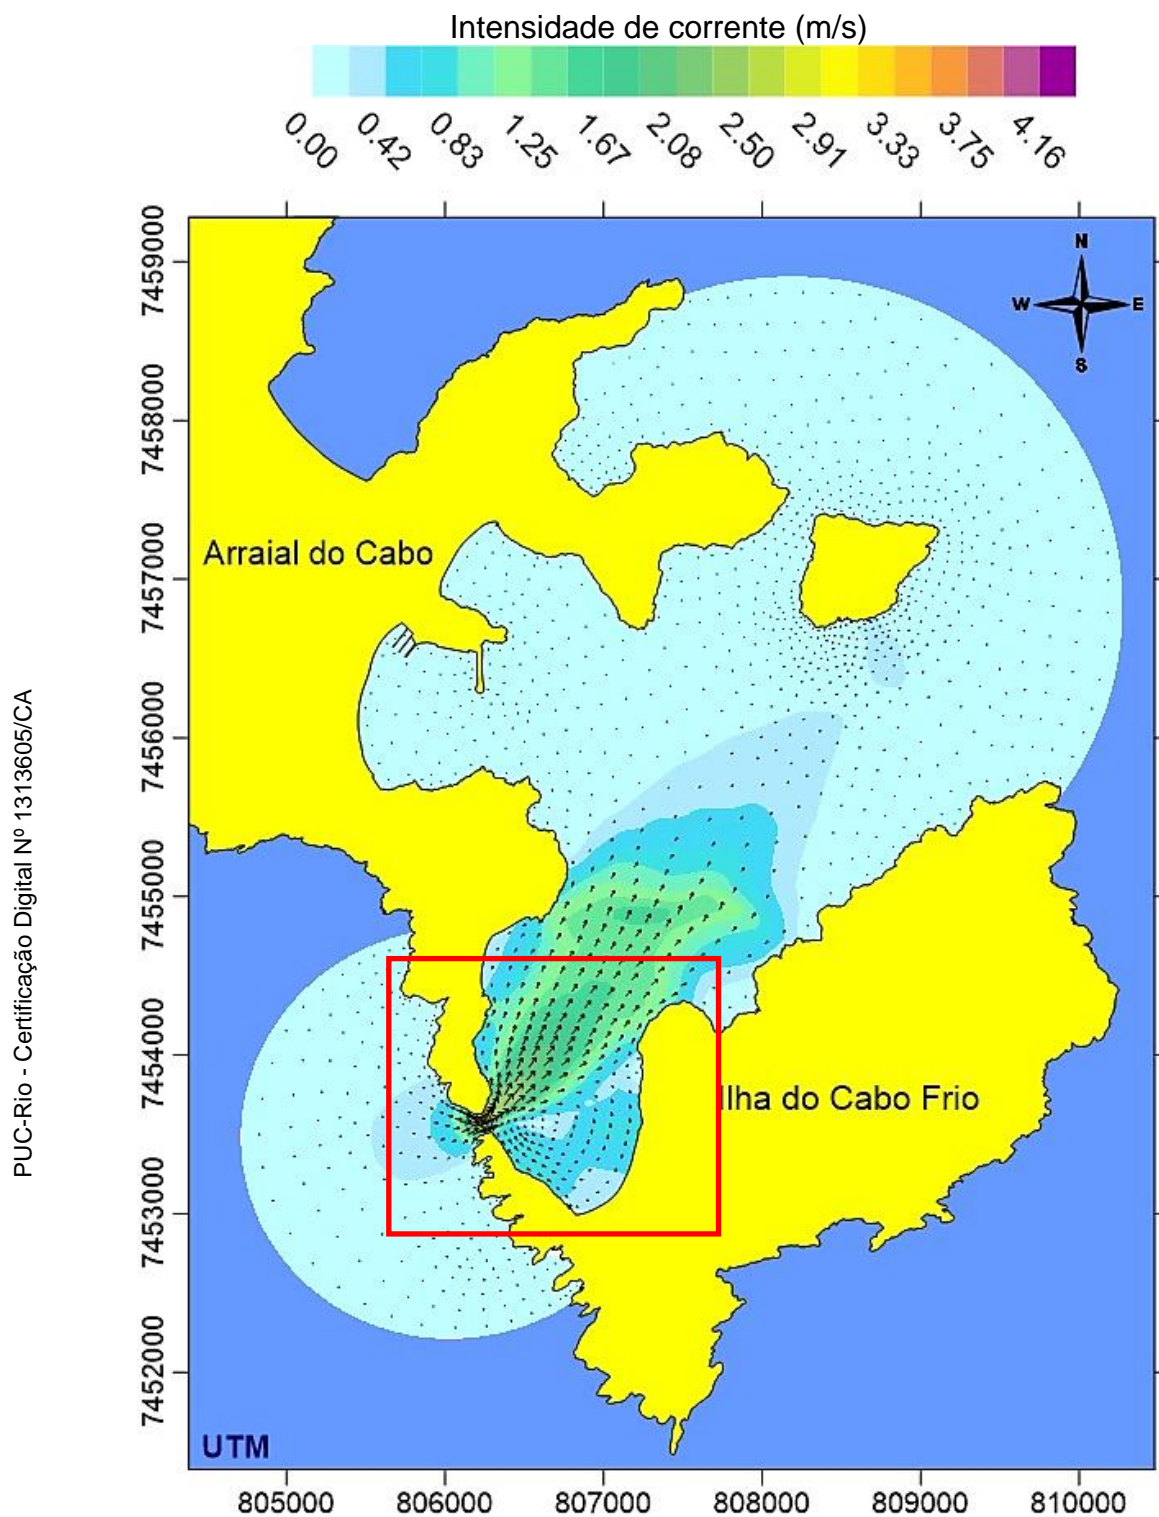 Intensidade de corrente (m/s)
0.00 0.42 0.83 1.25 1.67 2.08 2.50 2.91 3.33 3.75 4.16
7459000
7458000
7457000
7456000
7455000
7454000
7453000
7452000
N
W E
S
Arraial do Cabo
Ilha do Cabo Frio
UTM
805000 806000 807000 808000 809000 810000
PUC-Rio - Certificação Digital Nº 1313605/CA